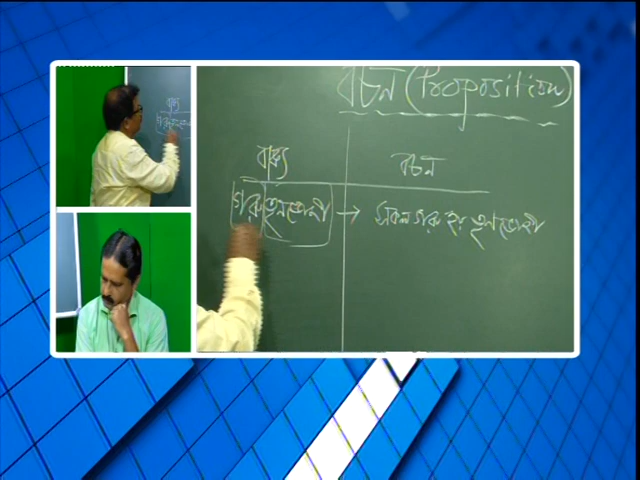 বচন (Proposition)
বাক্য
বচন
গরু তৃণভোজী → সকল গরু হয় তৃণভোজী